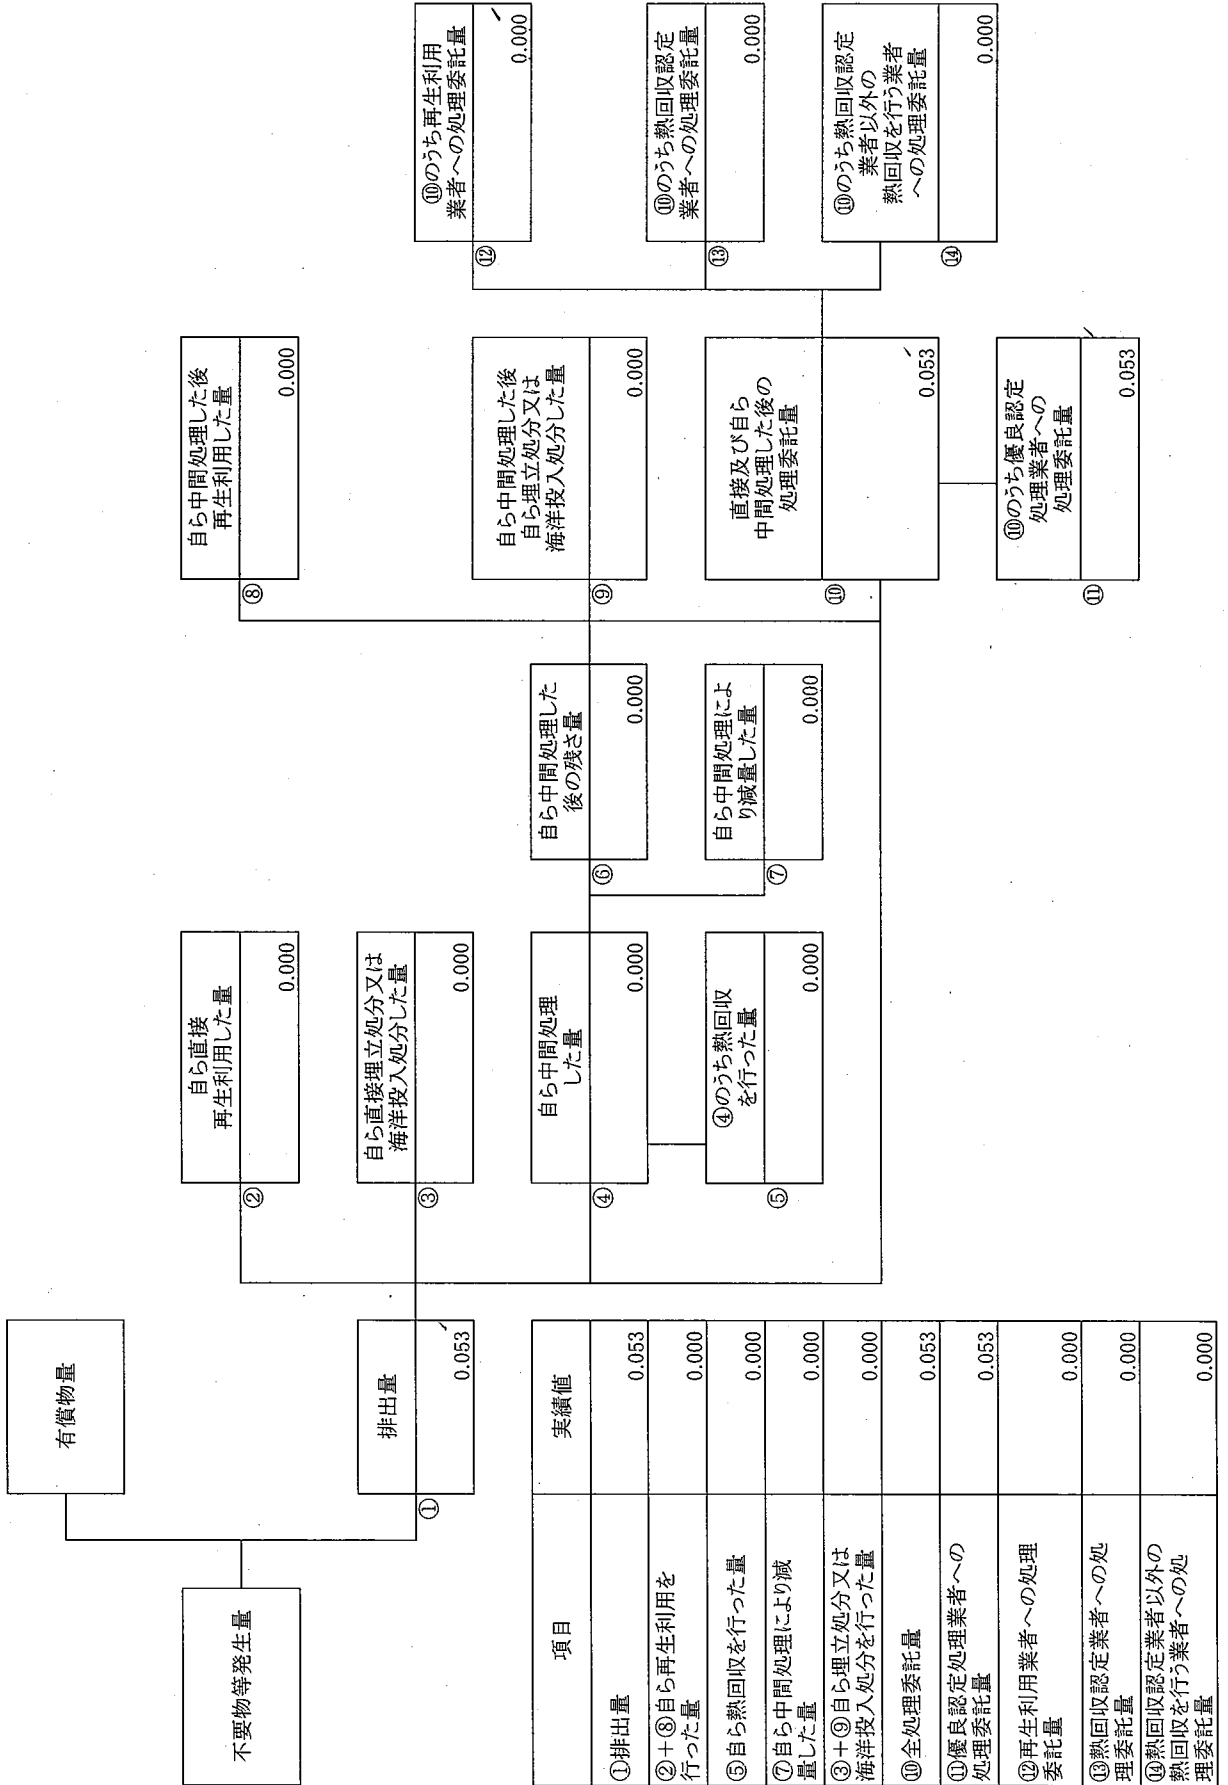 不要物等発生量
有償物量
①
排出量
0.053
②
自ら直接
再生利用した量
0.000
③
自ら直接埋立処分又は
海洋投入処分した量
0.000
④
自ら中間処理
した量
0.000
⑤
④のうち熱回収
を行った量
0.000
⑥
自ら中間処理した
後の残さ量
0.000
⑦
自ら中間処理によ
り減量した量
0.000
⑧
自ら中間処理した後
再生利用した量
0.000
⑨
自ら中間処理した後
自ら埋立処分又は
海洋投入処分した量
0.000
⑩
直接及び自ら
中間処理した後の
処理委託量
0.053
⑪
⑩のうち優良認定
処理業者への
処理委託量
0.053
⑫
⑩のうち再生利用
業者への処理委託量
0.000
⑬
⑩のうち熱回収認定
業者への処理委託量
0.000
⑭
⑩のうち熱回収認定
業者以外の
熱回収を行う業者
への処理委託量
0.000
項目 実績値
①排出量 0.053
②+⑧自ら再生利用を
行った量 0.000
⑤自ら熱回収を行った量 0.000
⑦自ら中間処理により減
量した量 0.000
③+⑨自ら埋立処分又は
海洋投入処分を行った量 0.000
⑩全処理委託量 0.053
⑪優良認定処理業者への
処理委託量 0.053
⑫再生利用業者への処理
委託量 0.000
⑬熱回収認定業者への処
理委託量 0.000
⑭熱回収認定業者以外の
熱回収を行う業者への処
理委託量 0.000